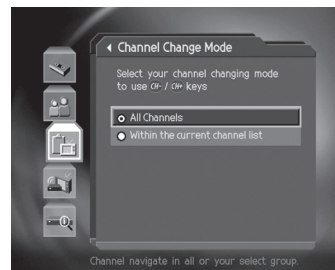 Channel Change Mode
Select your channel changing mode
to use CH- / CH+ keys
All Channels
Within the current channel list
Channel navigate in all or your select group.